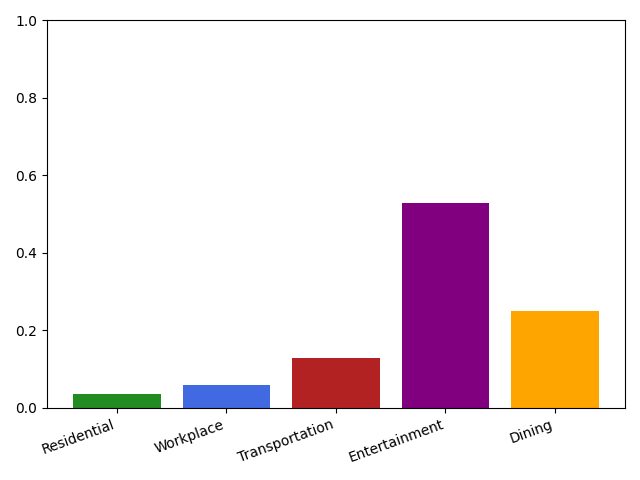 1.0
0.8
0.6
0.4
0.2
0.0
Residential
Workplace
Transportation
Entertainment
Dining